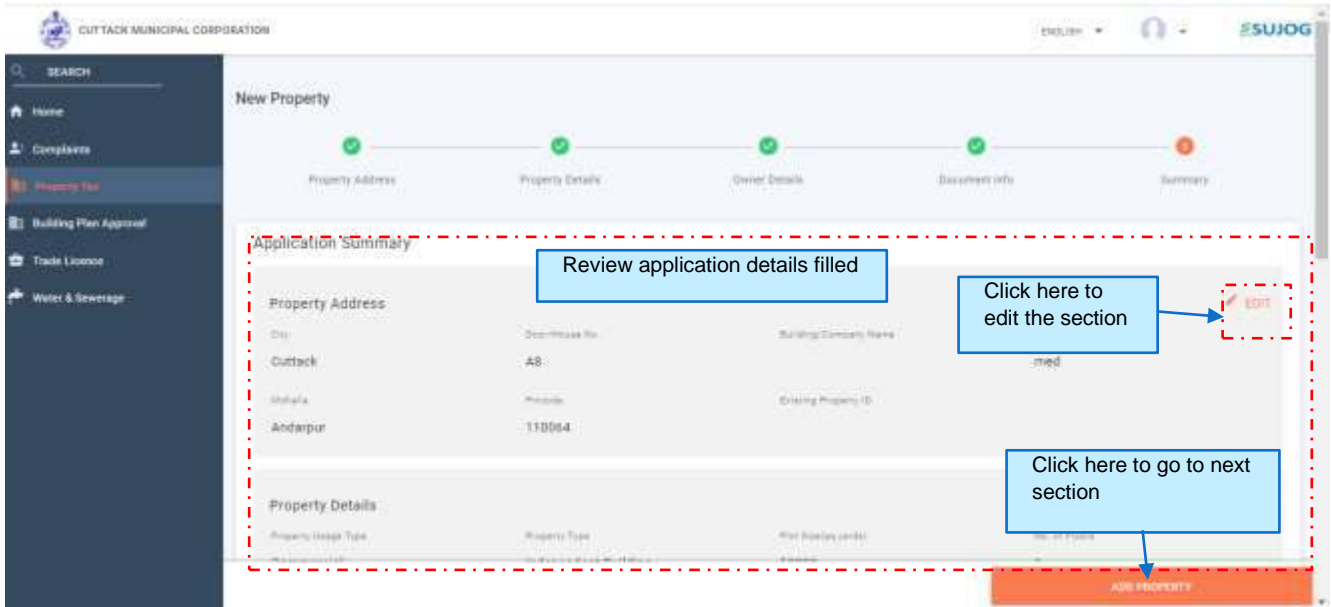 CUTTACK MUNICIPAL CORPORATION
ENGLISH
SUJOG
SEARCH
Home
Complaints
Property Tax
Building Plan Approval
Trade Licence
Water & Sewerage
New Property
Property Address
Property Details
Owner Details
Document Info
Summary
Application Summary
Review application details filled
Click here to
edit the section
Property Address
EDIT
City
Door/House No
Building/Company Name
Cuttack
A8
med
Mohalla
Pincode
Existing Property ID
Andarpur
110064
Click here to go to next
section
Property Details
Property Usage Type
Property Type
No. of Floors
ADD PROPERTY